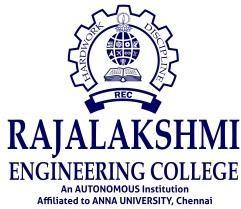 HARDWORK DISCIPLINE
REC
RAJALAKSHMI
ENGINEERING COLLEGE
An AUTONOMOUS Institution
Affiliated to ANNA UNIVERSITY, Chennai